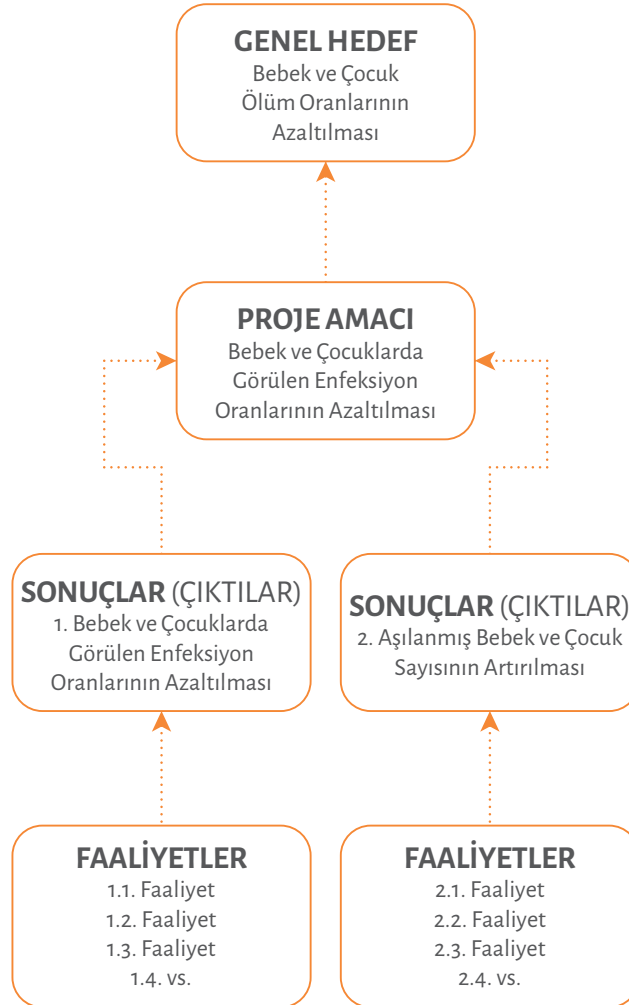 GENEL HEDEF
Bebek ve Çocuk
Ölüm Oranlarının
Azaltılması
PROJE AMACI
Bebek ve Çocuklarda
Görülen Enfeksiyon
Oranlarının Azaltılması
SONUÇLAR (ÇIKTILAR)
1. Bebek ve Çocuklarda
Görülen Enfeksiyon
Oranlarının Azaltılması
SONUÇLAR (ÇIKTILAR)
2. Aşılanmış Bebek ve Çocuk
Sayısının Artırılması
FAALİYETLER
1.1. Faaliyet
1.2. Faaliyet
1.3. Faaliyet
1.4. vs.
FAALİYETLER
2.1. Faaliyet
2.2. Faaliyet
2.3. Faaliyet
2.4. vs.